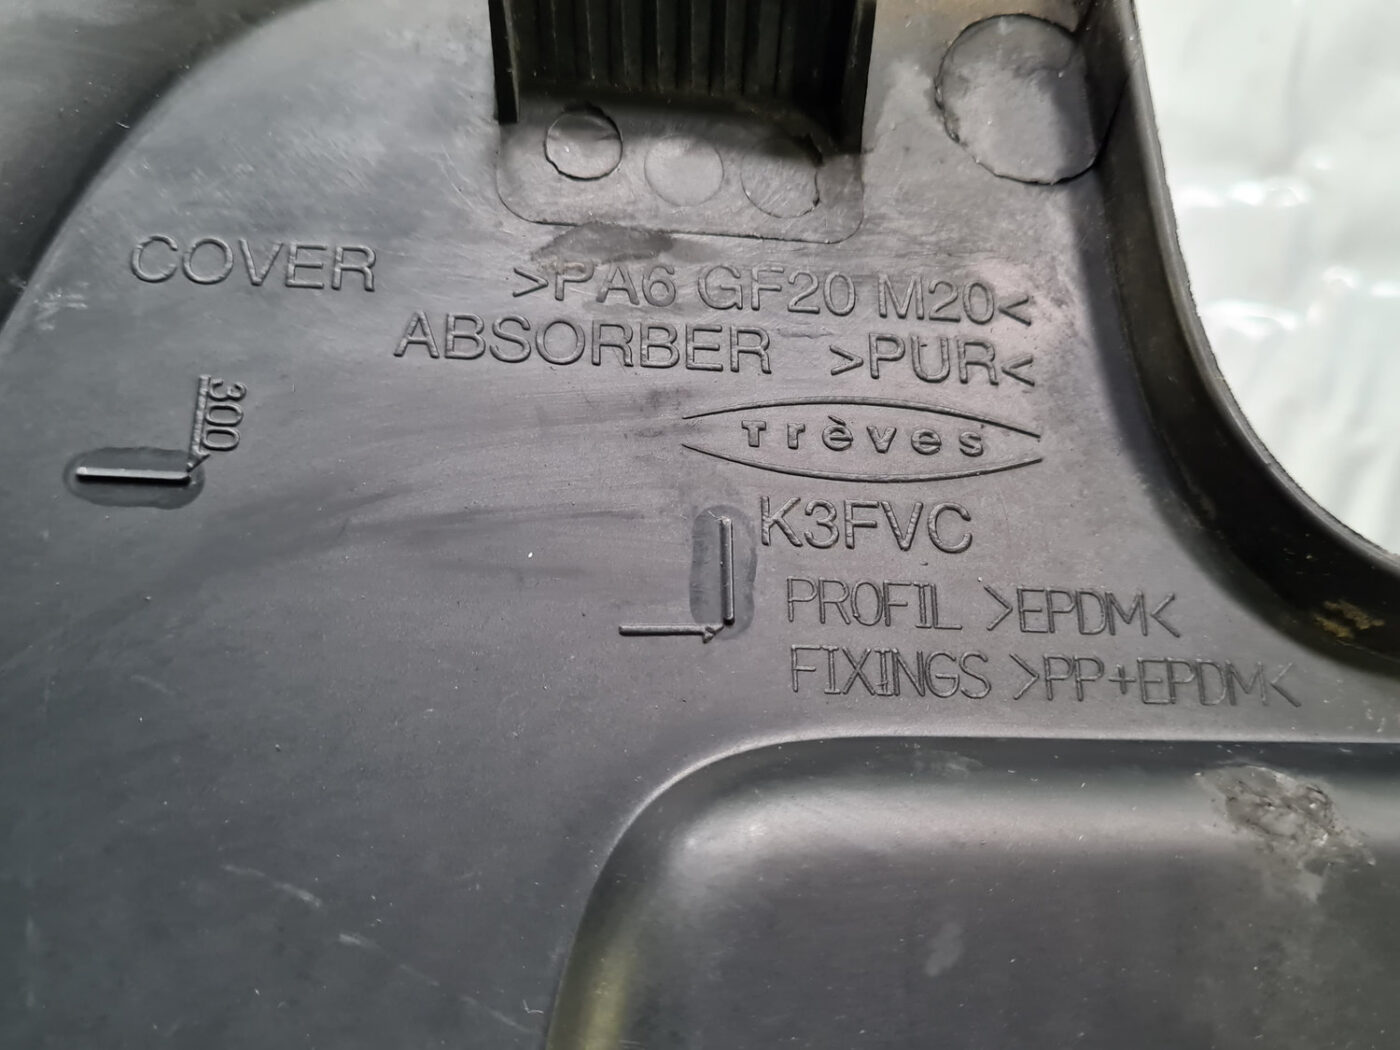 COVER >PA6 GF20 M20<
ABSORBER >PUR<
300
Trèves
K3FVC
PROFIL >EPDM<
FIXINGS >PP+EPDM<